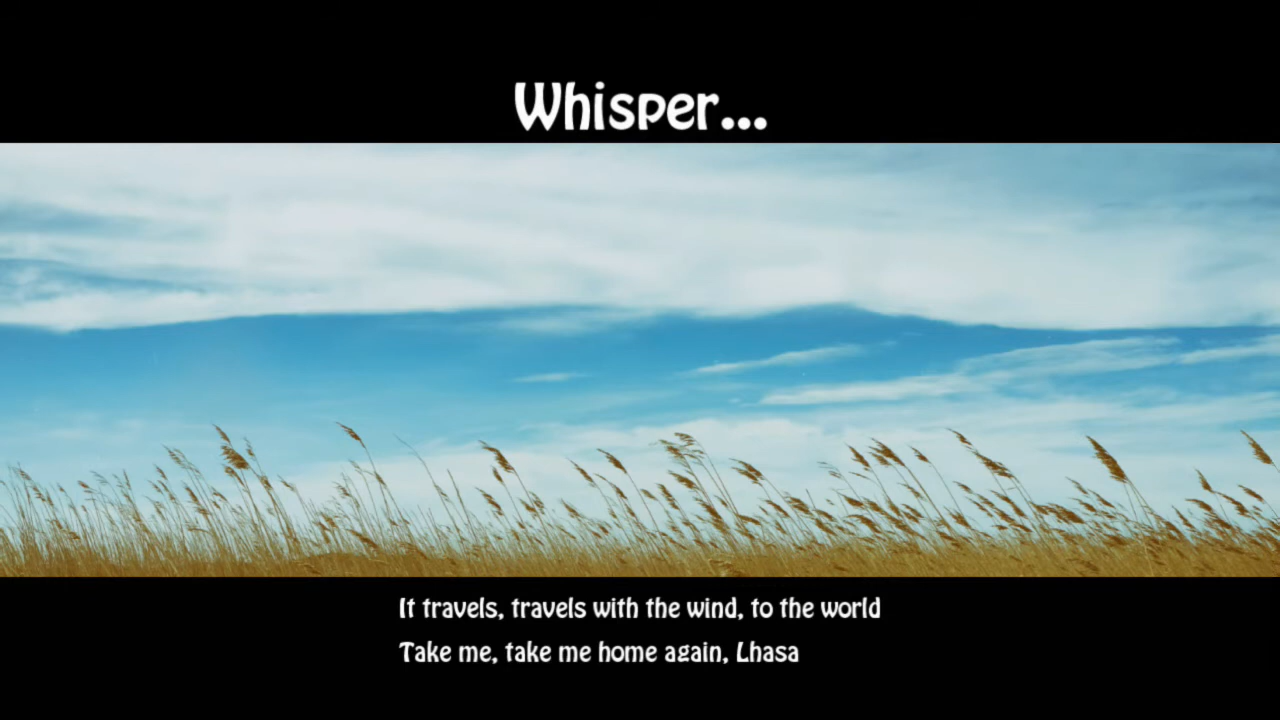 Whisper...
It travels, travels with the wind, to the world
Take me, take me home again, Lhasa